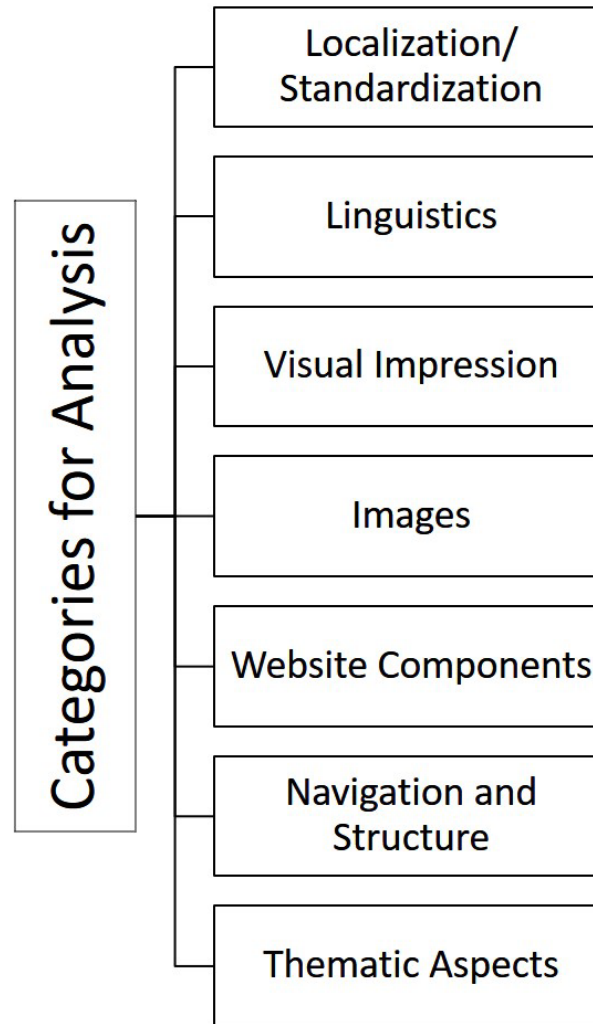 Categories for Analysis
Localization/
Standardization
Linguistics
Visual Impression
Images
Website Components
Navigation and
Structure
Thematic Aspects